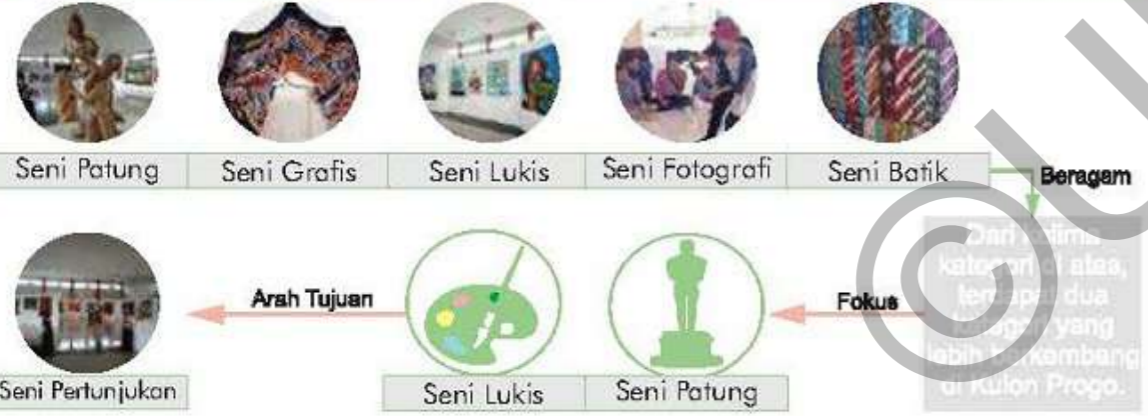 Seni Patung
Seni Grafis
Seni Lukis
Seni Fotografi
Seni Batik
Beragam
Dari kelima
kategori di atas,
terdapat dua
yang
lebih berkembang
di Kulon Progo.
Fokus
Arah Tujuan
Seni Pertunjukan
Seni Lukis
Seni Patung